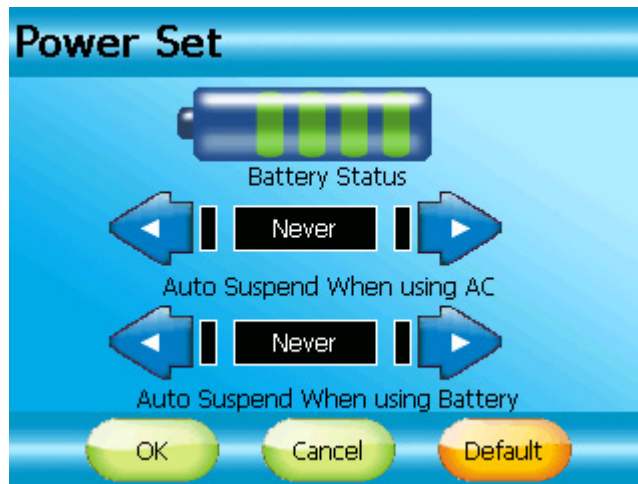 Power Set
Battery Status
Never
Auto Suspend When using AC
Never
Auto Suspend When using Battery
OK Cancel Default